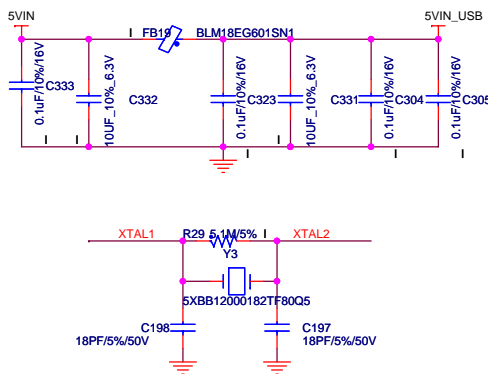 5VIN
5VIN_USB
FB19
BLM18EG601SN1
C333
0.1uF/10%/16V
C332
10UF_10%_6.3V
C323
0.1uF/10%/16V
C331
10UF_10%_6.3V
C304
0.1uF/10%/16V
C305
0.1uF/10%/16V
XTAL1
R29 5.1M/5%
XTAL2
Y3
5XBB12000182TF80Q5
C198
18PF/5%/50V
C197
18PF/5%/50V